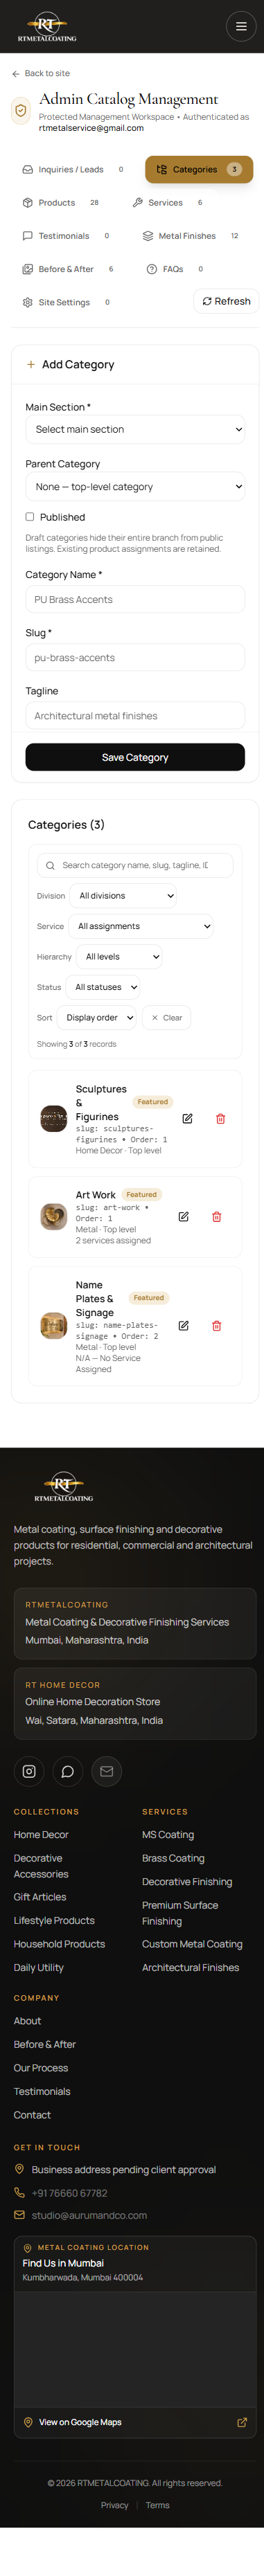 RTMETALCOATING
Back to site
Admin Catalog Management
Protected Management Workspace • Authenticated as
rtmetalservice@gmail.com
Inquiries / Leads 0
Categories 3
Products 28
Services 6
Testimonials 0
Metal Finishes 12
Before & After 6
FAQs 0
Site Settings 0
Refresh
Add Category
Main Section *
Select main section
Parent Category
None — top-level category
Published
Draft categories hide their entire branch from public
listings. Existing product assignments are retained.
Category Name *
PU Brass Accents
Slug *
pu-brass-accents
Tagline
Architectural metal finishes
Save Category
Categories (3)
Search category name, slug, tagline, ID
Division All divisions
Service All assignments
Hierarchy All levels
Status All statuses
Sort Display order
Clear
Showing 3 of 3 records
Sculptures
&
Figurines
Featured
slug: sculptures-
figurines • Order: 1
Home Decor · Top level
Art Work Featured
slug: art-work •
Order: 1
Metal · Top level
2 services assigned
Name
Plates &
Signage
Featured
slug: name-plates-
signage • Order: 2
Metal · Top level
N/A — No Service
Assigned
RTMETALCOATING
Metal coating, surface finishing and decorative
products for residential, commercial and architectural
projects.
RTMETALCOATING
Metal Coating & Decorative Finishing Services
Mumbai, Maharashtra, India
RT HOME DECOR
Online Home Decoration Store
Wai, Satara, Maharashtra, India
COLLECTIONS
Home Decor
Decorative
Accessories
Gift Articles
Lifestyle Products
Household Products
Daily Utility
SERVICES
MS Coating
Brass Coating
Decorative Finishing
Premium Surface
Finishing
Custom Metal Coating
Architectural Finishes
COMPANY
About
Before & After
Our Process
Testimonials
Contact
GET IN TOUCH
Business address pending client approval
+91 76660 67782
studio@aurumandco.com
METAL COATING LOCATION
Find Us in Mumbai
Kumbharwada, Mumbai 400004
View on Google Maps
© 2026 RTMETALCOATING. All rights reserved.
Privacy | Terms